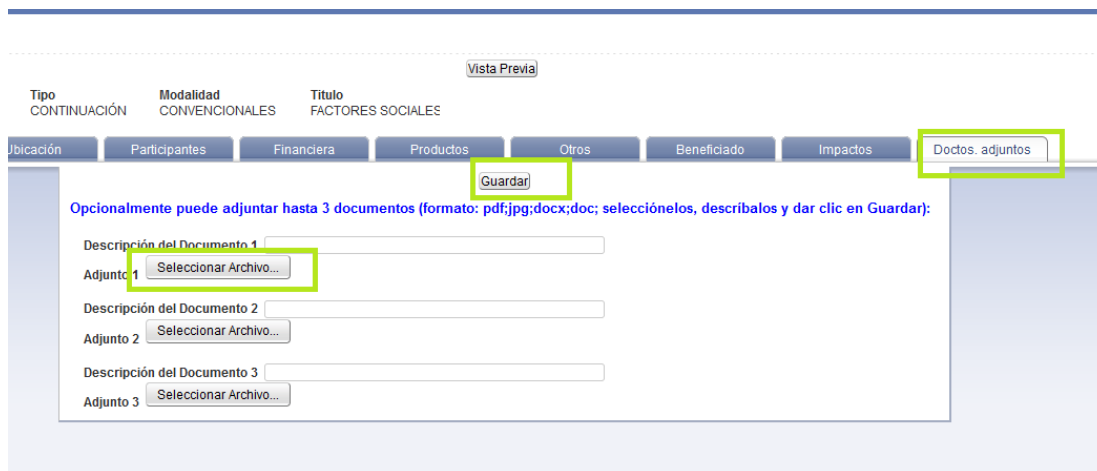 Vista Previa
Tipo Modalidad Titulo
CONTINUACIÓN CONVENCIONALES FACTORES SOCIALES
Ubicación Participantes Financiera Productos Otros Beneficiado Impactos Doctos. adjuntos
Guardar
Opcionalmente puede adjuntar hasta 3 documentos (formato: pdf;jpg;docx;doc; selecciónelos, descríbalos y dar clic en Guardar):
Descripción del Documento 1
Adjunto 1 Seleccionar Archivo...
Descripción del Documento 2
Adjunto 2 Seleccionar Archivo...
Descripción del Documento 3
Adjunto 3 Seleccionar Archivo...